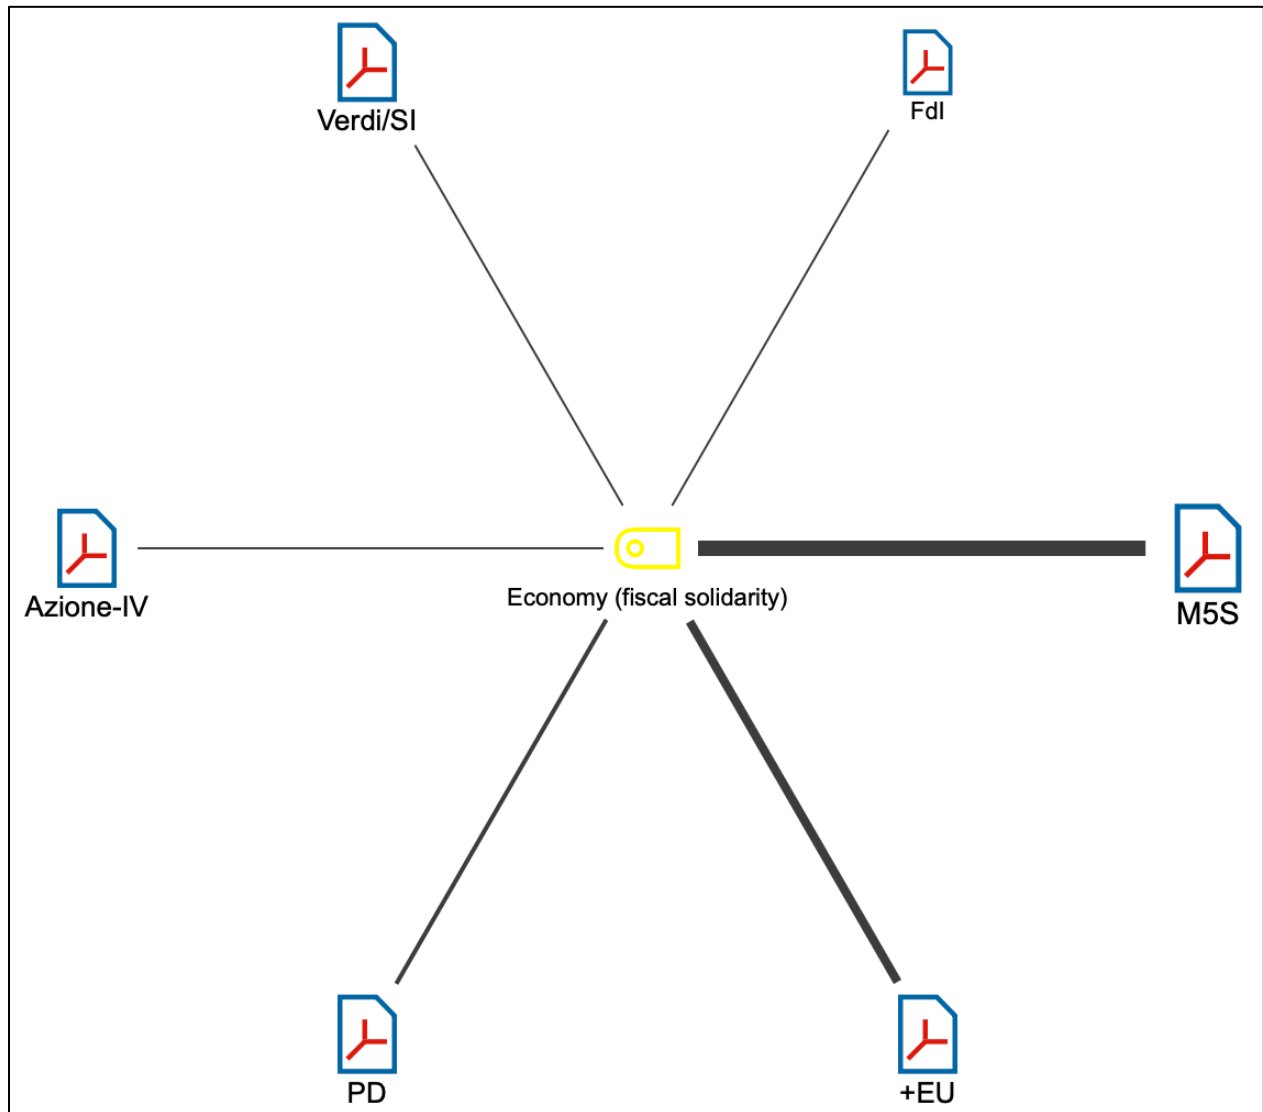 Verdi/SI
FdI
Azione-IV
Economy (fiscal solidarity)
M5S
PD
+EU